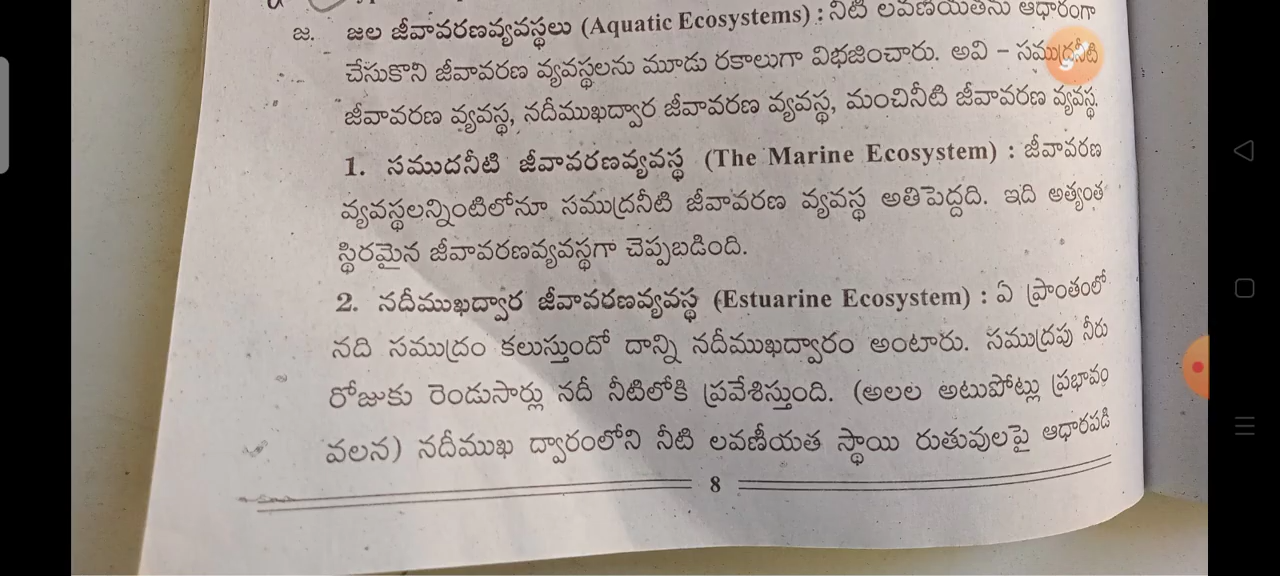 జ. జల జీవావరణవ్యవస్థలు (Aquatic Ecosystems) : నీటి లవణీయతను ఆధారంగా
చేసుకొని జీవావరణ వ్యవస్థలను మూడు రకాలుగా విభజించారు. అవి – సముద్రనీటి
జీవావరణ వ్యవస్థ, నదీముఖద్వార జీవావరణ వ్యవస్థ, మంచినీటి జీవావరణ వ్యవస్థ.
1. సముదనీటి జీవావరణవ్యవస్థ (The Marine Ecosystem) : జీవావరణ
వ్యవస్థలన్నింటిలోనూ సముద్రనీటి జీవావరణ వ్యవస్థ అతిపెద్దది. ఇది అత్యంత
స్థిరమైన జీవావరణవ్యవస్థగా చెప్పబడింది.
2. నదీముఖద్వార జీవావరణవ్యవస్థ (Estuarine Ecosystem) : ఏ ప్రాంతంలో
నది సముద్రం కలుస్తుందో దాన్ని నదీముఖద్వారం అంటారు. సముద్రపు నీరు
రోజుకు రెండుసార్లు నదీ నీటిలోకి ప్రవేశిస్తుంది. (అలల అటుపోట్లు ప్రభావం
వలన) నదీముఖ ద్వారంలోని నీటి లవణీయత స్థాయి రుతువులపై ఆధారపడి
8